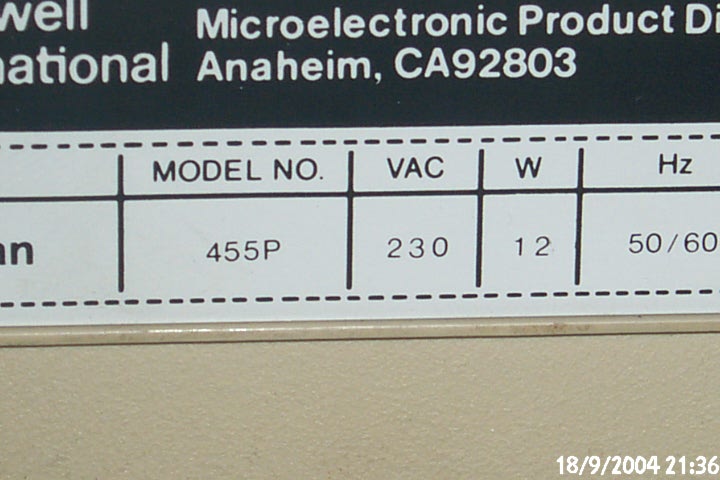 well Microelectronic Product Di
national Anaheim, CA92803
MODEL NO. VAC W Hz
an 455P 230 12 50/60
18/9/2004 21:36